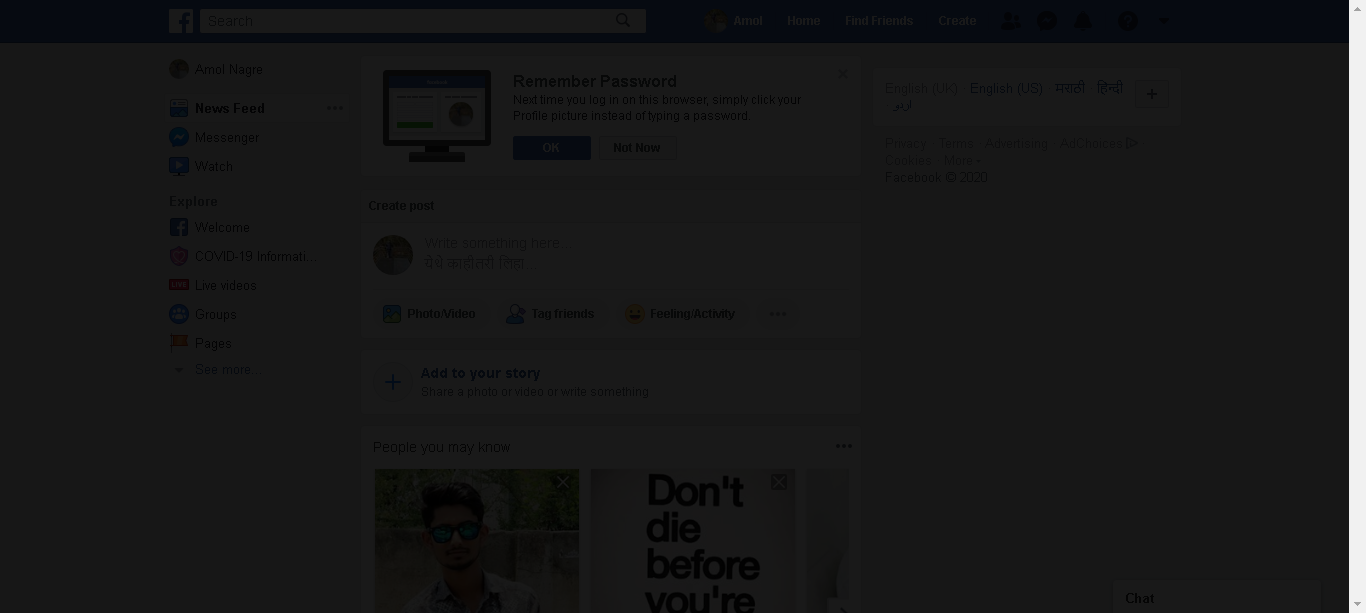 Search
Amol Home Find Friends Create
Amol Nagre
News Feed
Messenger
Watch
Explore
Welcome
COVID-19 Informati...
LIVE Live videos
Groups
Pages
See more...
Remember Password
Next time you log in on this browser, simply click your
Profile picture instead of typing a password.
OK Not Now
Create post
Write something here...
येथे काहीतरी लिहा...
Photo/Video Tag friends Feeling/Activity
Add to your story
Share a photo or video or write something
People you may know
Don't
die
before
you're
English (UK) English (US) मराठी हिन्दी
اردو
Privacy · Terms · Advertising · AdChoices
Cookies · More
Facebook © 2020
Chat